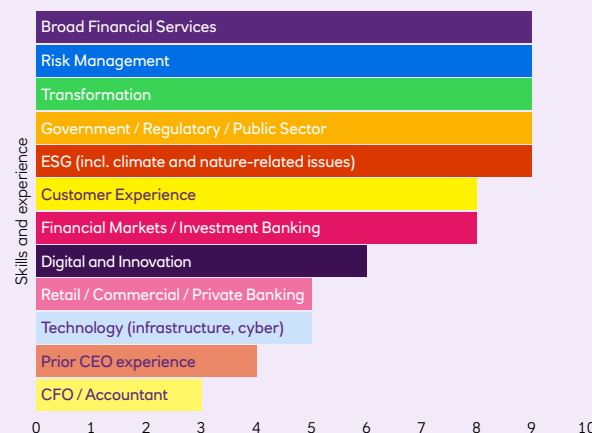 Skills and experience
Broad Financial Services
Risk Management
Transformation
Government / Regulatory / Public Sector
ESG (incl. climate and nature-related issues)
Customer Experience
Financial Markets / Investment Banking
Digital and Innovation
Retail / Commercial / Private Banking
Technology (infrastructure, cyber)
Prior CEO experience
CFO / Accountant
0 1 2 3 4 5 6 7 8 9 10